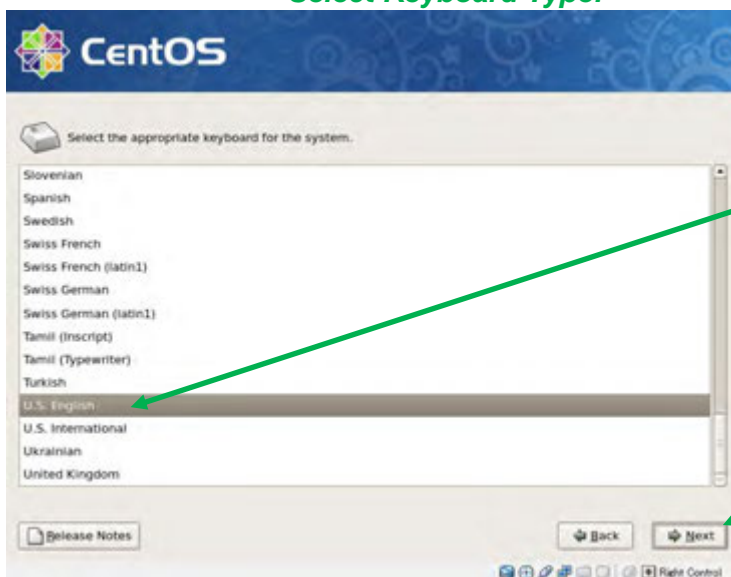 Select Keyboard Type:
CentOS
Select the appropriate keyboard for the system.
Slovenian
Spanish
Swedish
Swiss French
Swiss French (latin1)
Swiss German
Swiss German (latin1)
Tamil (Inscript)
Tamil (Typewriter)
Turkish
U.S. English
U.S. International
Ukrainian
United Kingdom
Release Notes Back Next
Right Control